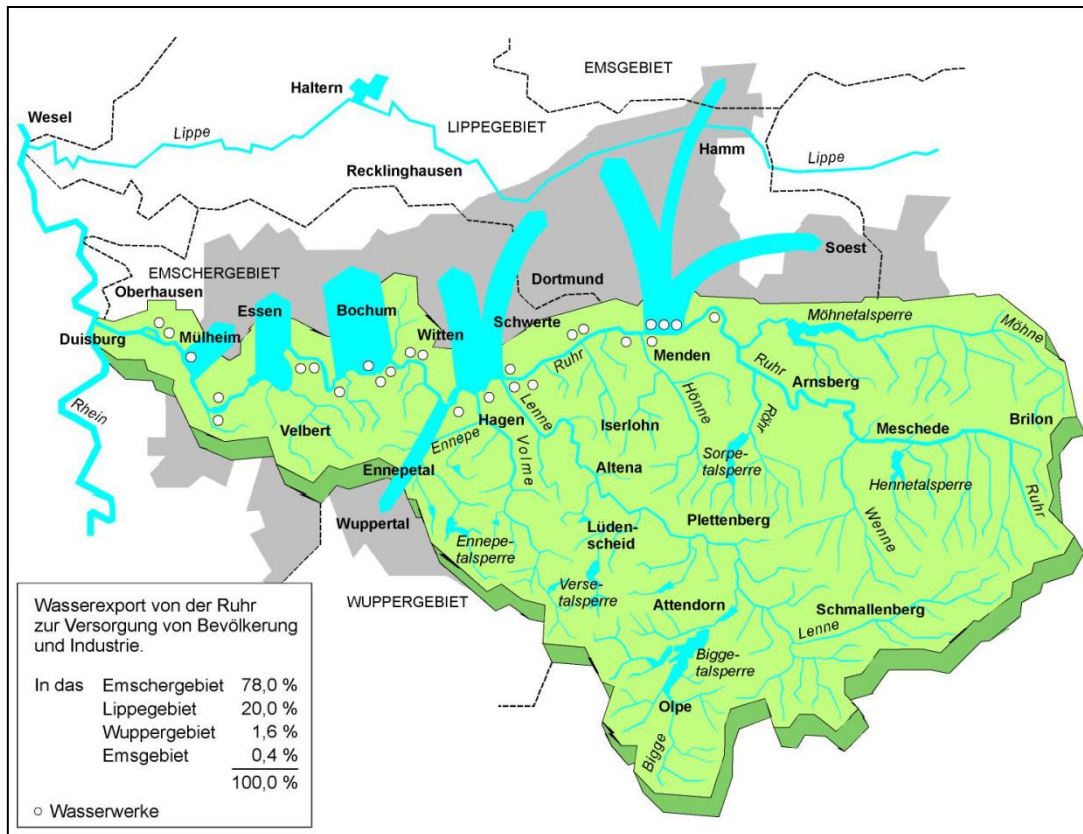 EMSGEBIET
Haltern
Wesel
LIPPEGEBIET
Lippe
Hamm
Lippe
Recklinghausen
Soest
EMSCHERGEBIET
Dortmund
Oberhausen
Essen
Bochum
Möhnetalsperre
Möhne
Duisburg
Mülheim
Witten
Schwerte
Ruhr
Menden
Ruhr
Arnsberg
Rhein
Velbert
Ennepe
Hagen
Lenne
Iserlohn
Hönne
Röhr
Meschede
Brilon
Volme
Altena
Sorpe-
talsperre
Hennetalsperre
Ruhr
Ennepetal
Wuppertal
Ennepe-
talsperre
Lüden-
scheid
Plettenberg
Wenne
Verse-
talsperre
WUPPERGEBIET
Attendorn
Schmallenberg
Lenne
Bigge-
talsperre
Olpe
Bigge
Wasserexport von der Ruhr
zur Versorgung von Bevölkerung
und Industrie.
In das Emschergebiet 78,0 %
Lippegebiet 20,0 %
Wuppergebiet 1,6 %
Emsgebiet 0,4 %
100,0 %
Wasserwerke